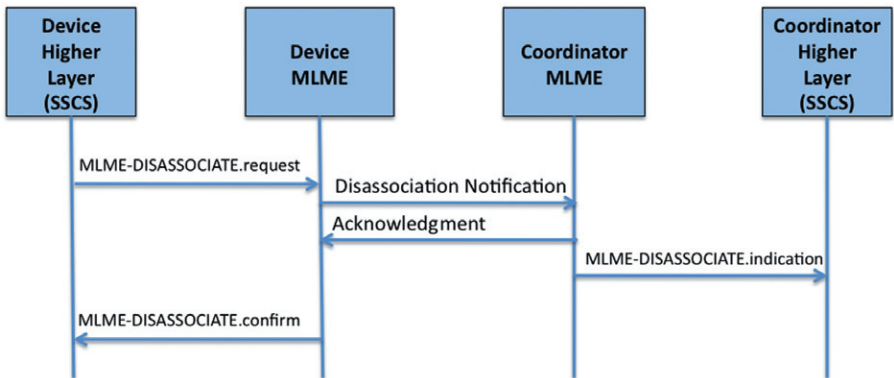 Device
Higher
Layer
(SSCS)
Device
MLME
Coordinator
MLME
Coordinator
Higher
Layer
(SSCS)
MLME-DISASSOCIATE.request
Disassociation Notification
Acknowledgment
MLME-DISASSOCIATE.indication
MLME-DISASSOCIATE.confirm